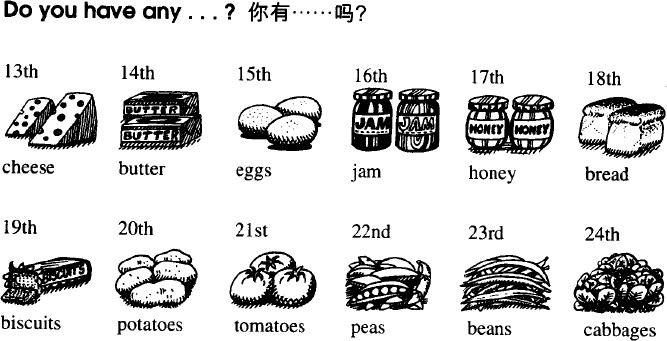 Do you have any . . . ? 你有……吗?
13th 14th 15th 16th 17th 18th
BUTTER BUTTER JAM JAM HONEY HONEY
cheese butter eggs jam honey bread
19th 20th 21st 22nd 23rd 24th
BISCUITS
biscuits potatoes tomatoes peas beans cabbages